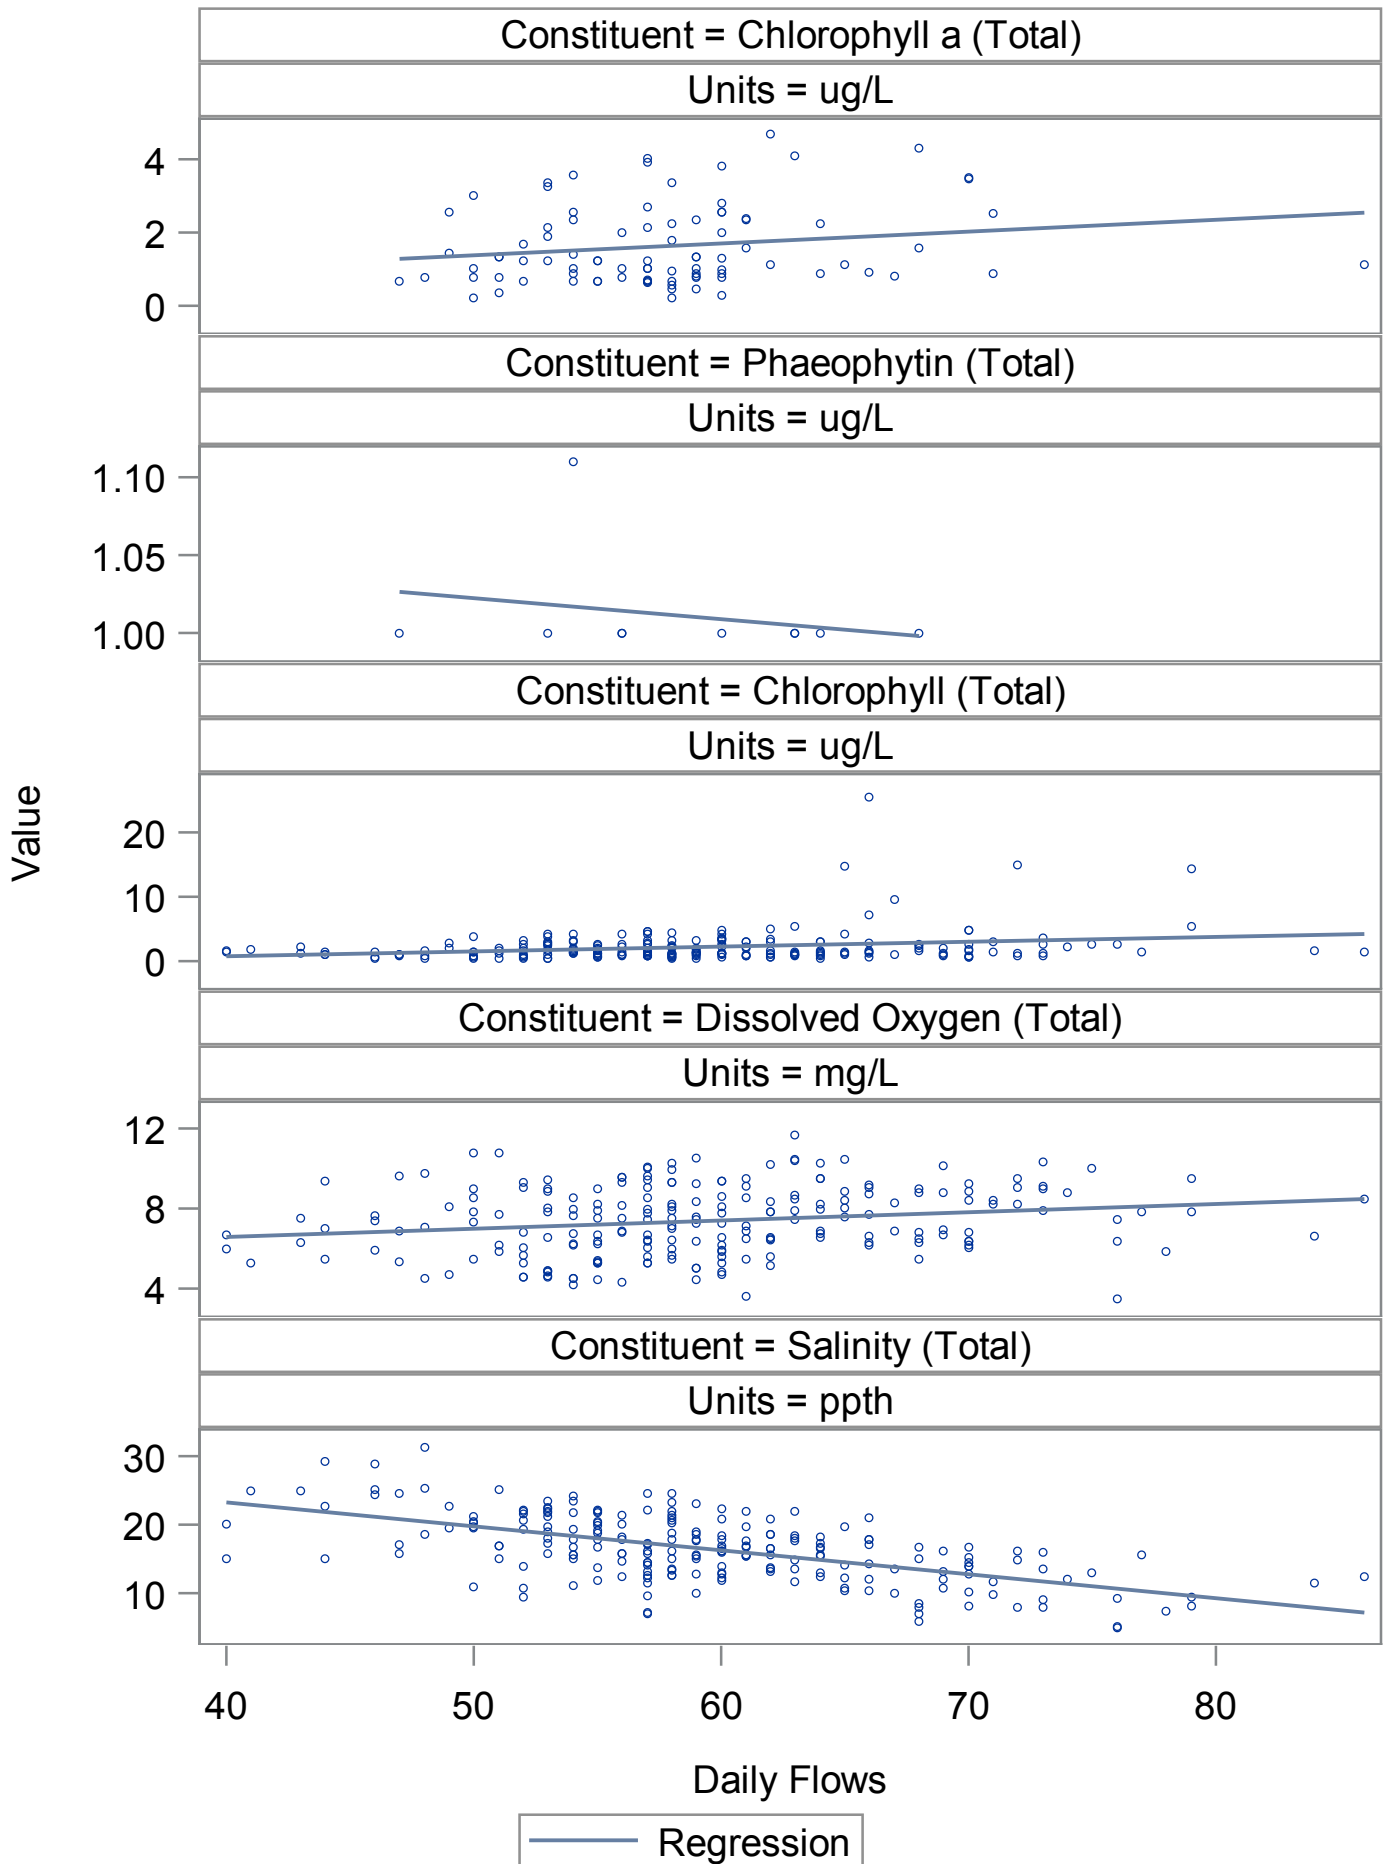 Constituent = Chlorophyll a (Total)
Units = ug/L
4
2
0
Constituent = Phaeophytin (Total)
Units = ug/L
1.10
1.05
1.00
Constituent = Chlorophyll (Total)
Units = ug/L
Value
20
10
0
Constituent = Dissolved Oxygen (Total)
Units = mg/L
12
8
4
Constituent = Salinity (Total)
Units = ppth
30
20
10
40 50 60 70 80
Daily Flows
Regression